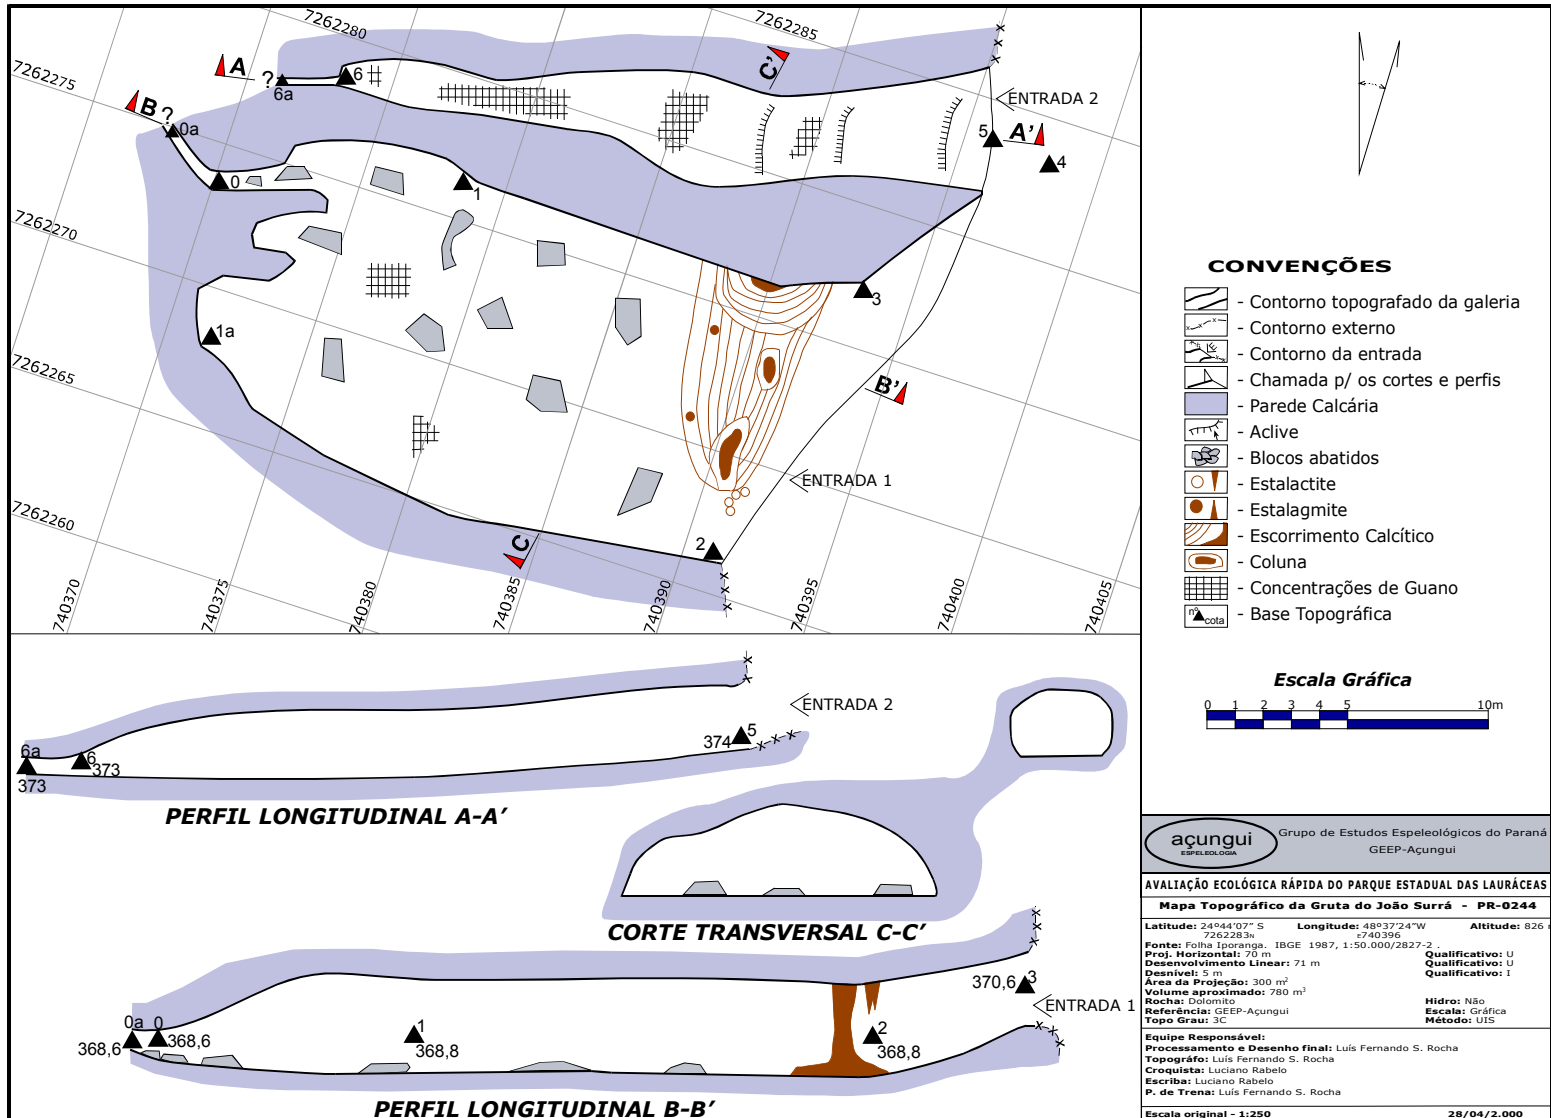 7262280
7262285
7262275
A
?
6a
6
C'
ENTRADA 2
B
?
0a
5
A'
4
0
1
7262270
3
1a
B'
7262265
ENTRADA 1
7262260
C
2
740370
740375
740380
740385
740390
740395
740400
740405
ENTRADA 2
6a
373
6
373
5
374
PERFIL LONGITUDINAL A-A'
CORTE TRANSVERSAL C-C'
370,6
3
ENTRADA 1
0a
0
368,6
368,6
1
368,8
2
368,8
PERFIL LONGITUDINAL B-B'
CONVENÇÕES
- Contorno topografado da galeria
- Contorno externo
- Contorno da entrada
- Chamada p/ os cortes e perfis
- Parede Calcária
- Aclive
- Blocos abatidos
- Estalactite
- Estalagmite
- Escorrimento Calcítico
- Coluna
- Concentrações de Guano
nº cota - Base Topográfica
Escala Gráfica
0 1 2 3 4 5 10m
açungui
ESPELEOLOGIA
Grupo de Estudos Espeleológicos do Paraná
GEEP-Açungui
AVALIAÇÃO ECOLÓGICA RÁPIDA DO PARQUE ESTADUAL DAS LAURÁCEAS
Mapa Topográfico da Gruta do João Surrá - PR-0244
Latitude: 24º44'07" S Longitude: 48º37'24"W Altitude: 826
7262283N E740396
Fonte: Folha Iporanga. IBGE 1987, 1:50.000/2827-2 .
Proj. Horizontal: 70 m Qualificativo: U
Desenvolvimento Linear: 71 m Qualificativo: U
Desnível: 5 m Qualificativo: I
Área da Projeção: 300 m²
Volume aproximado: 780 m³
Rocha: Dolomito Hidro: Não
Referência: GEEP-Açungui Escala: Gráfica
Topo Grau: 3C Método: UIS
Equipe Responsável:
Processamento e Desenho final: Luís Fernando S. Rocha
Topográfo: Luís Fernando S. Rocha
Croquista: Luciano Rabelo
Escriba: Luciano Rabelo
P. de Trena: Luís Fernando S. Rocha
Escala original - 1:250 28/04/2.000